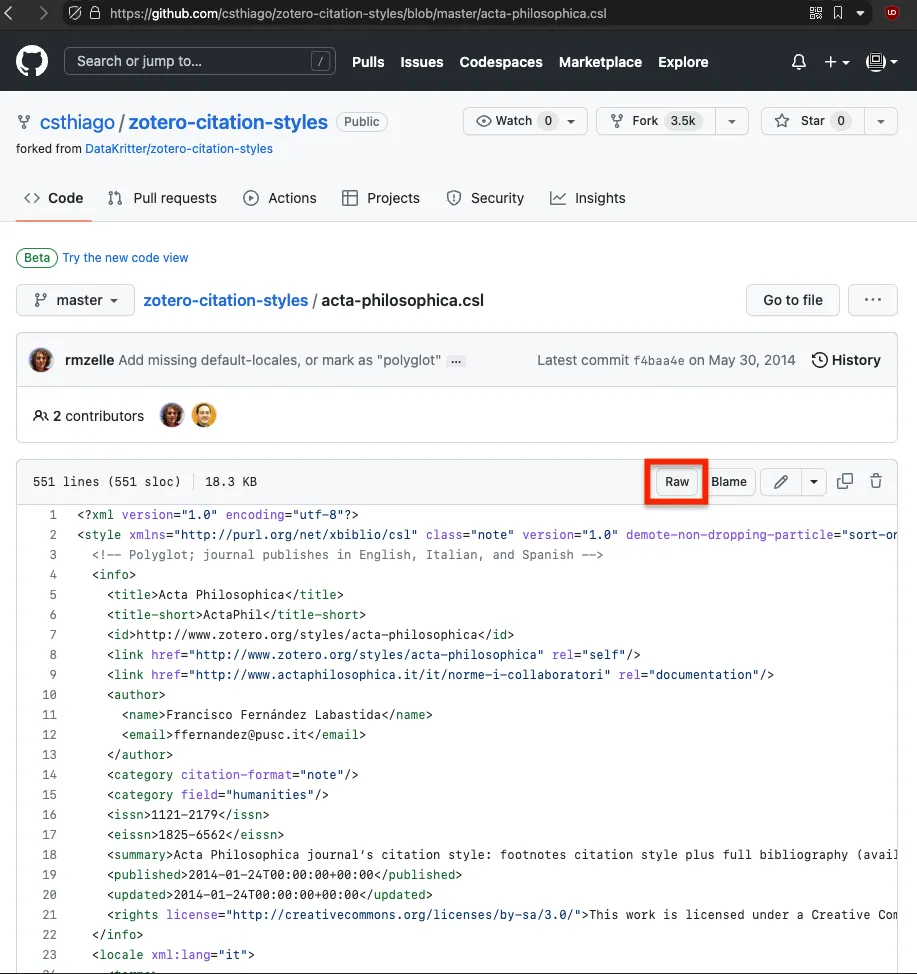 https://github.com/csthiago/zotero-citation-styles/blob/master/acta-philosophica.csl
Search or jump to... / Pulls Issues Codespaces Marketplace Explore
csthiago / zotero-citation-styles Public Watch 0 Fork 3.5k Star 0
forked from DataKritter/zotero-citation-styles
<> Code Pull requests Actions Projects Security Insights
Beta Try the new code view
master zotero-citation-styles / acta-philosophica.csl Go to file ...
rmzelle Add missing default-locales, or mark as "polyglot" ... Latest commit f4baa4e on May 30, 2014 History
2 contributors
551 lines (551 sloc) 18.3 KB Raw Blame
1 <?xml version="1.0" encoding="utf-8"?>
2 <style xmlns="http://purl.org/net/xbiblio/csl" class="note" version="1.0" demote-non-dropping-particle="sort-on
3 <!-- Polyglot; journal publishes in English, Italian, and Spanish -->
4 <info>
5 <title>Acta Philosophica</title>
6 <title-short>ActaPhil</title-short>
7 <id>http://www.zotero.org/styles/acta-philosophica</id>
8 <link href="http://www.zotero.org/styles/acta-philosophica" rel="self"/>
9 <link href="http://www.actaphilosophica.it/it/norme-i-collaboratori" rel="documentation"/>
10 <author>
11 <name>Francisco Fernández Labastida</name>
12 <email>ffernandez@pusc.it</email>
13 </author>
14 <category citation-format="note"/>
15 <category field="humanities"/>
16 <issn>1121-2179</issn>
17 <eissn>1825-6562</eissn>
18 <summary>Acta Philosophica journal's citation style: footnotes citation style plus full bibliography (avail
19 <published>2014-01-24T00:00:00+00:00</published>
20 <updated>2014-01-24T00:00:00+00:00</updated>
21 <rights license="http://creativecommons.org/licenses/by-sa/3.0/">This work is licensed under a Creative Com
22 </info>
23 <locale xml:lang="it">